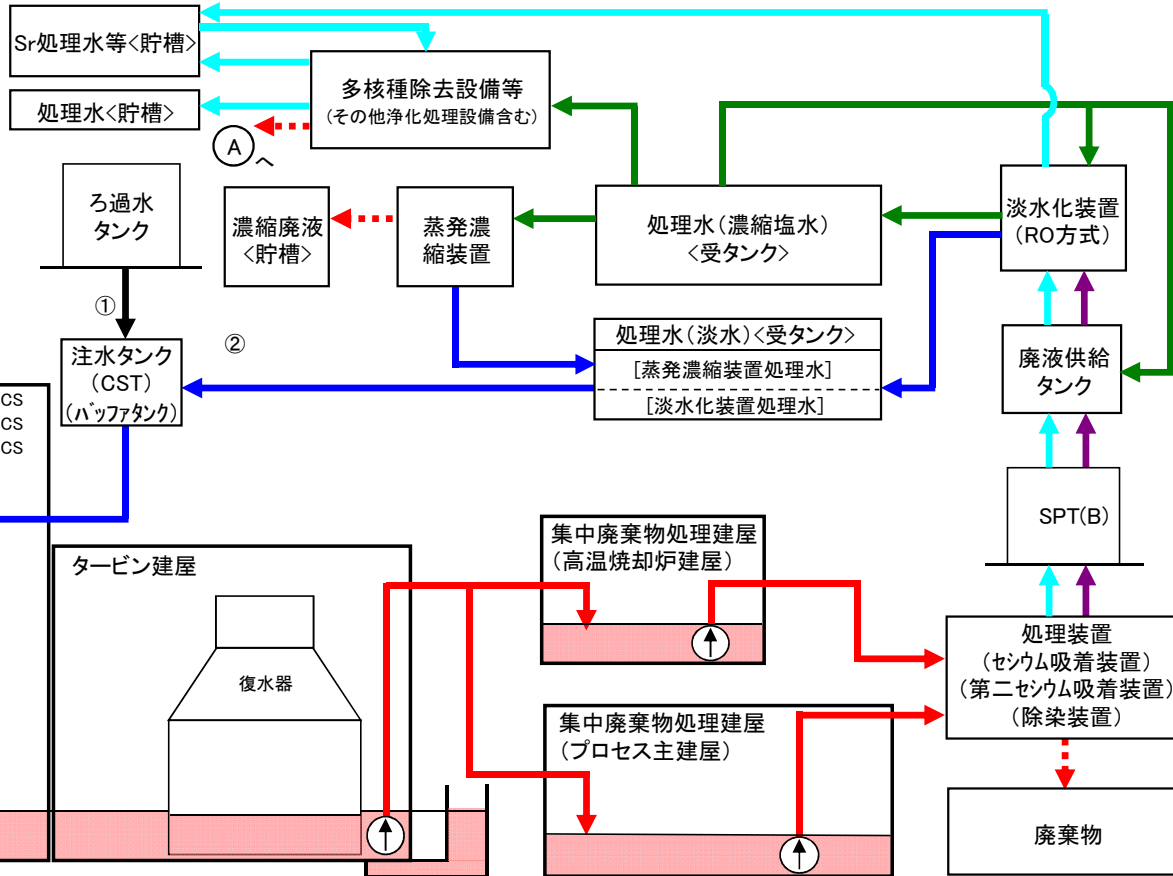 Sr処理水等<貯槽>
処理水<貯槽>
多核種除去設備等
(その他浄化処理設備含む)
A
へ
ろ過水
タンク
濃縮廃液
<貯槽>
蒸発濃
縮装置
処理水(濃縮塩水)
<受タンク>
淡水化装置
(RO方式)
①
②
注水タンク
(CST)
(バッファタンク)
処理水(淡水)<受タンク>
[蒸発濃縮装置処理水]
[淡水化装置処理水]
廃液供給
タンク
CS
CS
CS
SPT(B)
タービン建屋
復水器
集中廃棄物処理建屋
(高温焼却炉建屋)
集中廃棄物処理建屋
(プロセス主建屋)
処理装置
(セシウム吸着装置)
(第二セシウム吸着装置)
(除染装置)
廃棄物